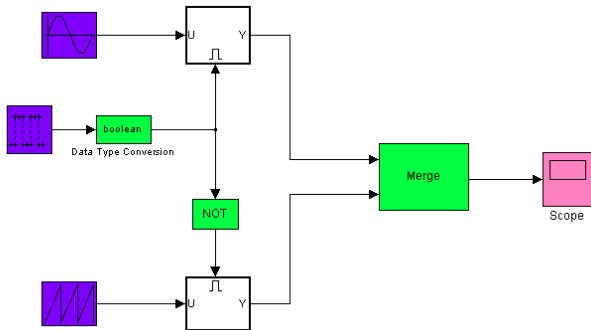 U
Y
boolean
Data Type Conversion
Merge
Scope
NOT
U
Y